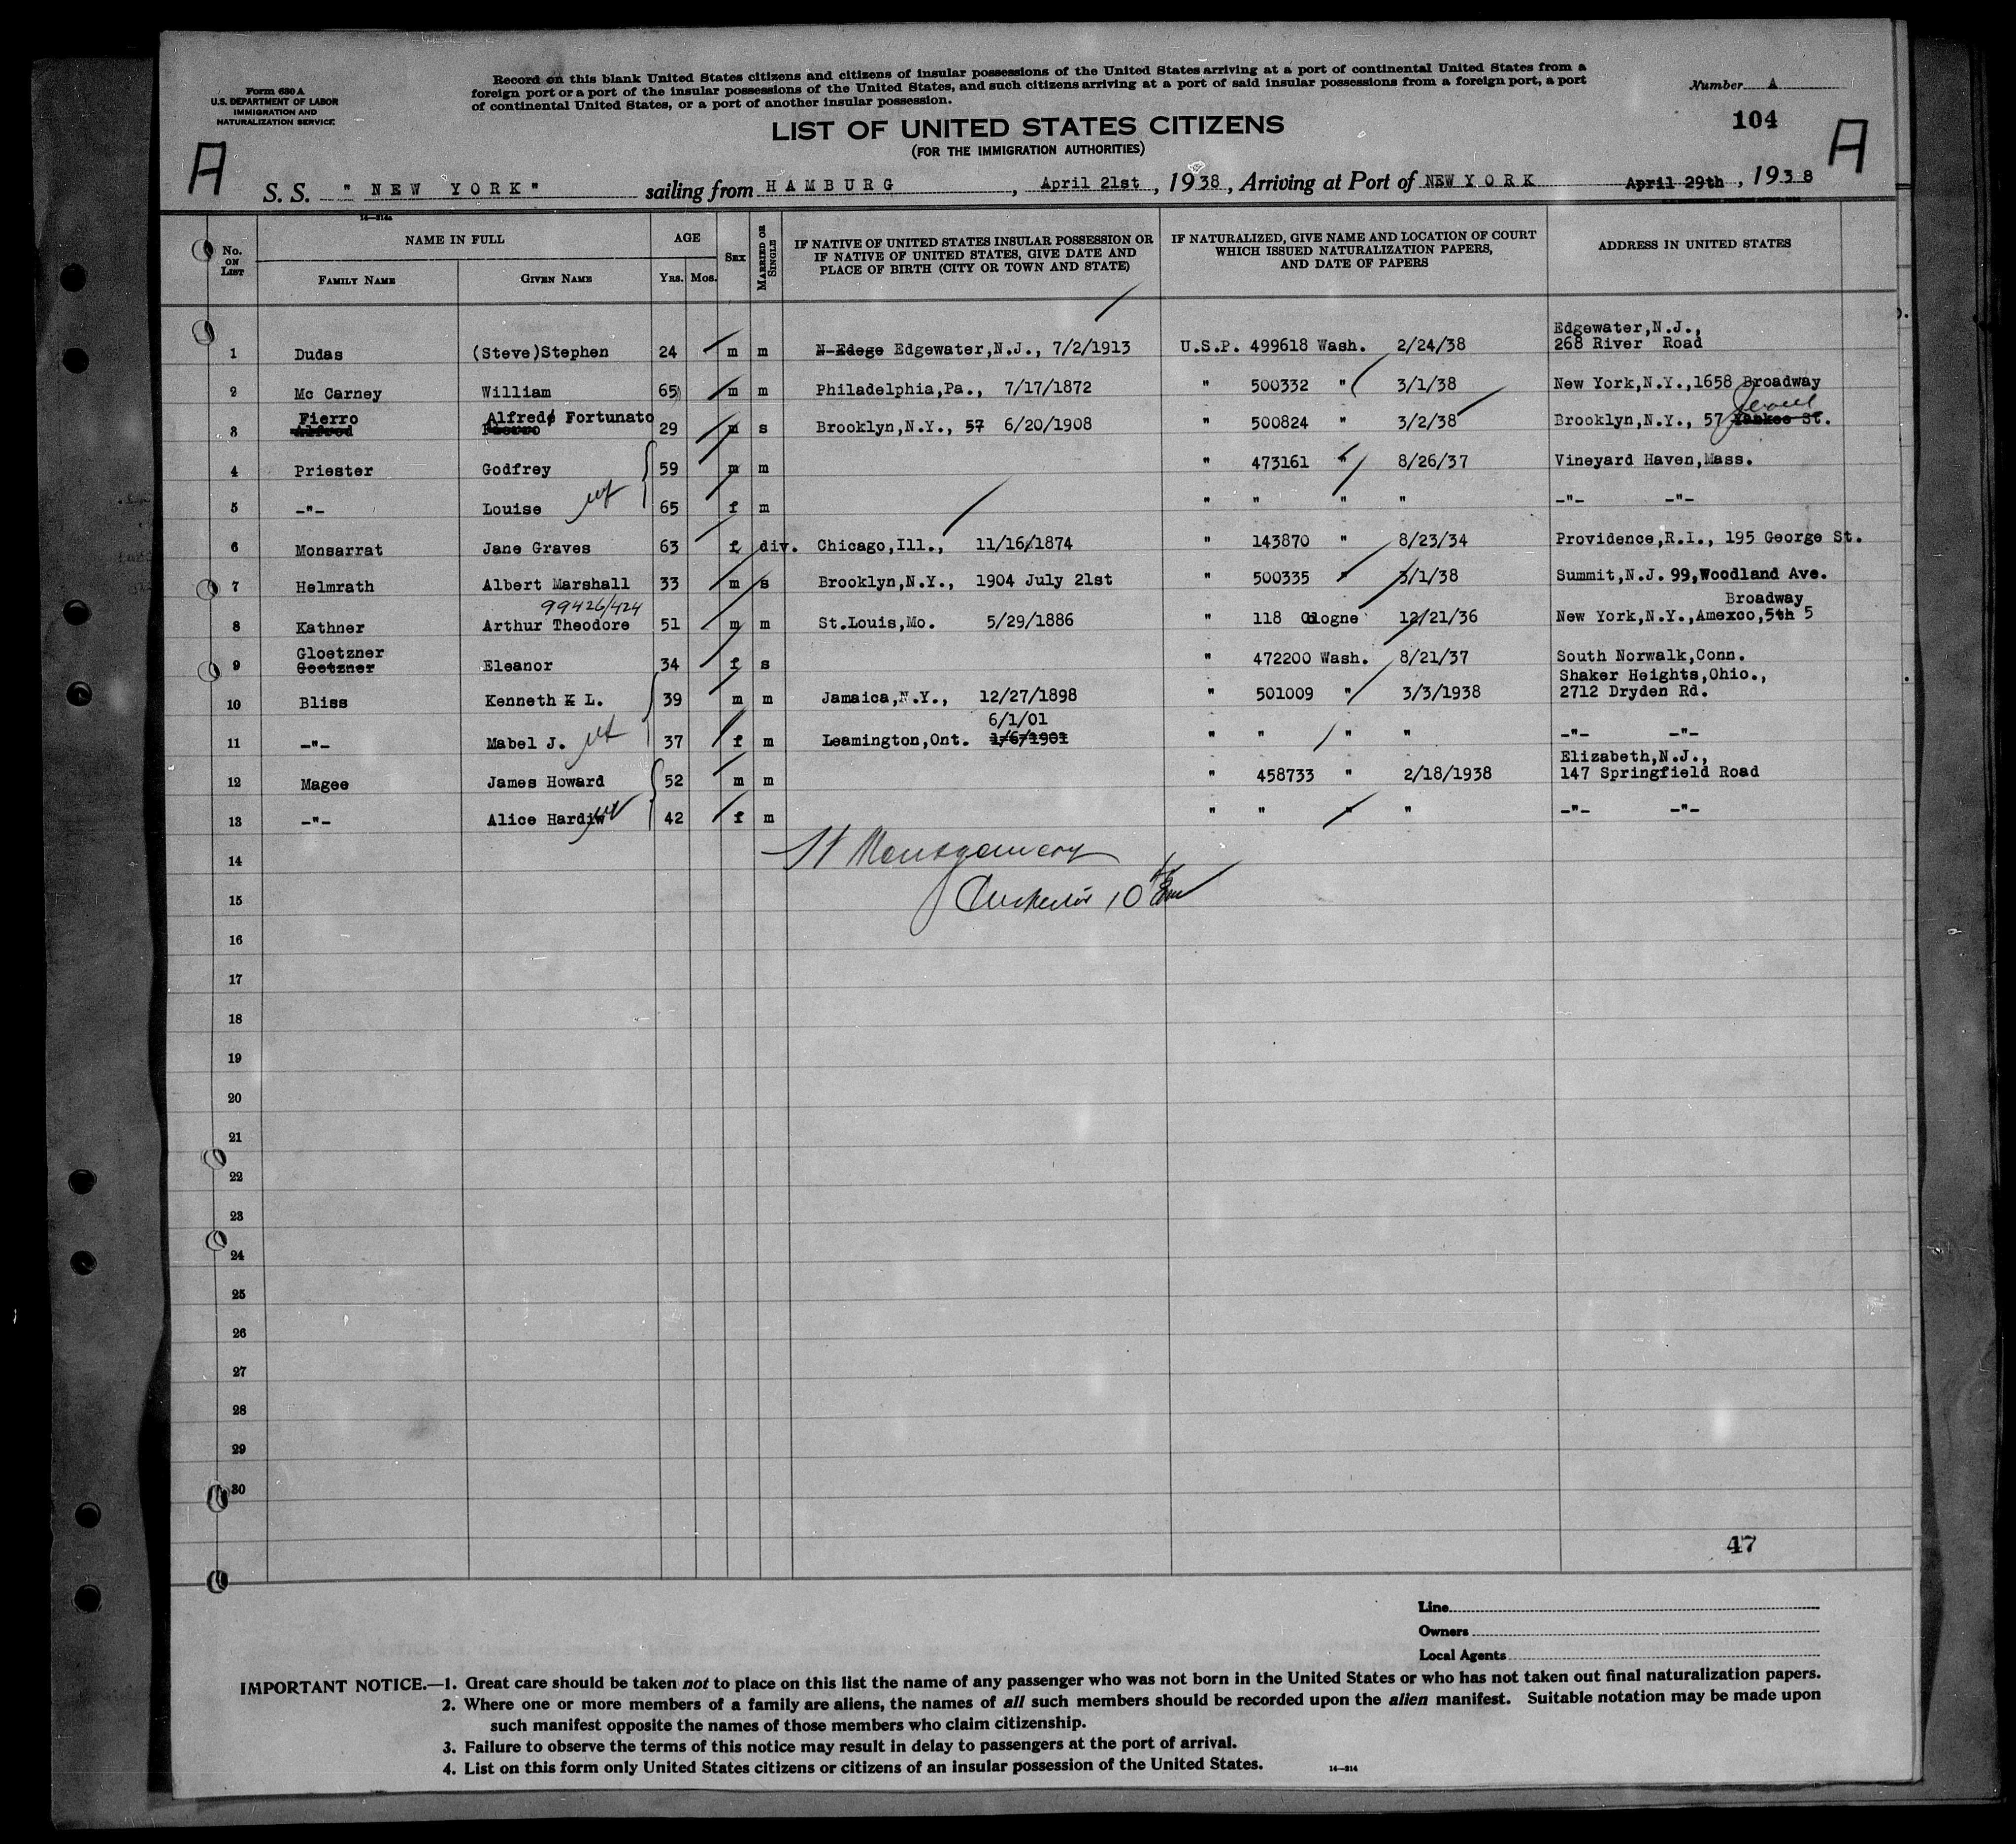 Form 630 A
U.S. DEPARTMENT OF LABOR
IMMIGRATION AND
NATURALIZATION SERVICE
Record on this blank United States citizens and citizens of insular possessions of the United States arriving at a port of continental United States from a
foreign port or a port of the insular possessions of the United States, and such citizens arriving at a port of said insular possessions from a foreign port, a port
of continental United States, or a port of another insular possession.
Number A
104
A
A
LIST OF UNITED STATES CITIZENS
(FOR THE IMMIGRATION AUTHORITIES)
S. S. " NEW YORK" sailing from HAMBURG, April 21st, 1938, Arriving at Port of NEW YORK April 29th, 1938
14—214a
No. ON LIST NAME IN FULL AGE SEX MARRIED OR SINGLE IF NATIVE OF UNITED STATES INSULAR POSSESSION OR IF NATIVE OF UNITED STATES, GIVE DATE AND PLACE OF BIRTH (CITY OR TOWN AND STATE) IF NATURALIZED, GIVE NAME AND LOCATION OF COURT WHICH ISSUED NATURALIZATION PAPERS, AND DATE OF PAPERS ADDRESS IN UNITED STATES
FAMILY NAME GIVEN NAME YRS. MOS.
Edgewater,N.J.,
1 Dudas (Steve)Stephen 24 m m N-Edege Edgewater,N.J., 7/2/1913 U.S.P. 499618 Wash. 2/24/38 268 River Road
2 Mc Carney William 65 m m Philadelphia,Pa., 7/17/1872 " 500332 " 3/1/38 New York,N.Y.,1658 Broadway
Fierro Alfredo Fortunato
3 Alfred Fierro 29 m s Brooklyn,N.Y., 57 6/20/1908 " 500824 " 3/2/38 Brooklyn,N.Y., 57 Yankee St.
4 Priester Godfrey 59 m m " 473161 " 8/26/37 Vineyard Haven,Mass.
5 -"- Louise 65 f m " " " " -"- -"-
6 Monsarrat Jane Graves 63 f div. Chicago,Ill., 11/16/1874 " 143870 " 8/23/34 Providence,R.I., 195 George St.
7 Helmrath Albert Marshall 33 m s Brooklyn,N.Y., 1904 July 21st " 500335 " 3/1/38 Summit,N.J. 99,Woodland Ave.
99426/424 Broadway
8 Kathner Arthur Theodore 51 m m St.Louis,Mo. 5/29/1886 " 118 Cologne 12/21/36 New York,N.Y.,Amexco,5th 5
Gloetzner
9 Goetzner Eleanor 34 f s " 472200 Wash. 8/21/37 South Norwalk,Conn.
Shaker Heights,Ohio.,
10 Bliss Kenneth K L. 39 m m Jamaica,N.Y., 12/27/1898 " 501009 " 3/3/1938 2712 Dryden Rd.
6/1/01
11 -"- Mabel J. 37 f m Leamington,Ont. 1/6/1901 " " " " -"- -"-
Elizabeth,N.J.,
12 Magee James Howard 52 m m " 458733 " 2/18/1938 147 Springfield Road
13 -"- Alice Hardiw 42 f m " " " " -"- -"-
14 Montgomery
15
16
17
18
19
20
21
22
23
24
25
26
27
28
29
30
47
Line
Owners
Local Agents
IMPORTANT NOTICE.—1. Great care should be taken not to place on this list the name of any passenger who was not born in the United States or who has not taken out final naturalization papers.
2. Where one or more members of a family are aliens, the names of all such members should be recorded upon the alien manifest. Suitable notation may be made upon
such manifest opposite the names of those members who claim citizenship.
3. Failure to observe the terms of this notice may result in delay to passengers at the port of arrival.
4. List on this form only United States citizens or citizens of an insular possession of the United States.
14—214